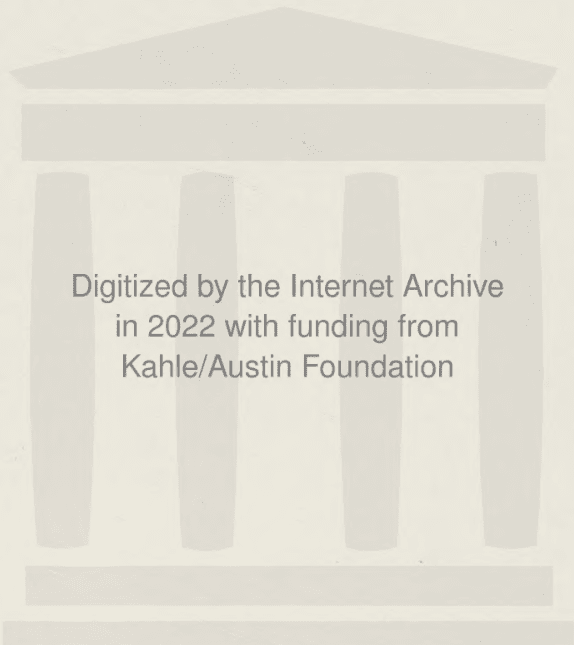 Digitized by the Internet Archive
in 2022 with funding from
Kahle/Austin Foundation